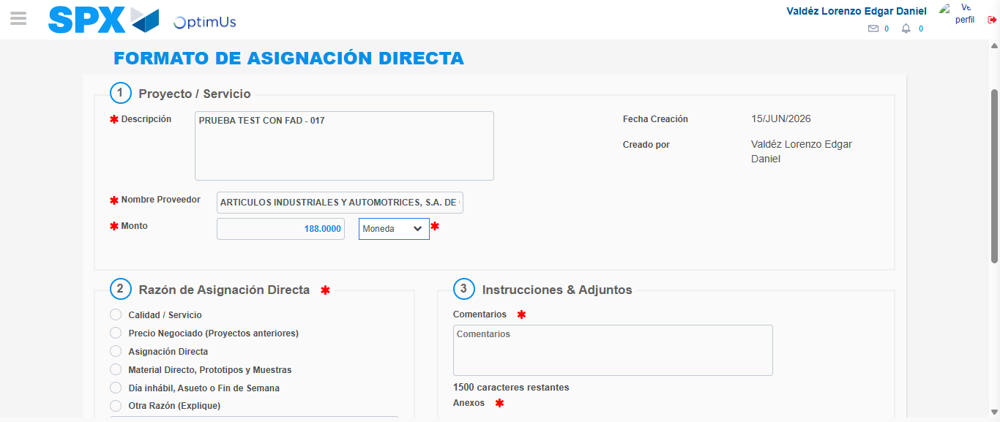 SPX
OptimUs
Valdéz Lorenzo Edgar Daniel
0
0
Ve
perfil
FORMATO DE ASIGNACIÓN DIRECTA
1
Proyecto / Servicio
Descripción
PRUEBA TEST CON FAD - 017
Fecha Creación
15/JUN/2026
Creado por
Valdéz Lorenzo Edgar
Daniel
Nombre Proveedor
ARTICULOS INDUSTRIALES Y AUTOMOTRICES, S.A. DE
Monto
188.0000
Moneda
2
Razón de Asignación Directa
Calidad / Servicio
Precio Negociado (Proyectos anteriores)
Asignación Directa
Material Directo, Prototipos y Muestras
Día inhábil, Asueto o Fin de Semana
Otra Razón (Explique)
3
Instrucciones & Adjuntos
Comentarios
Comentarios
1500 caracteres restantes
Anexos